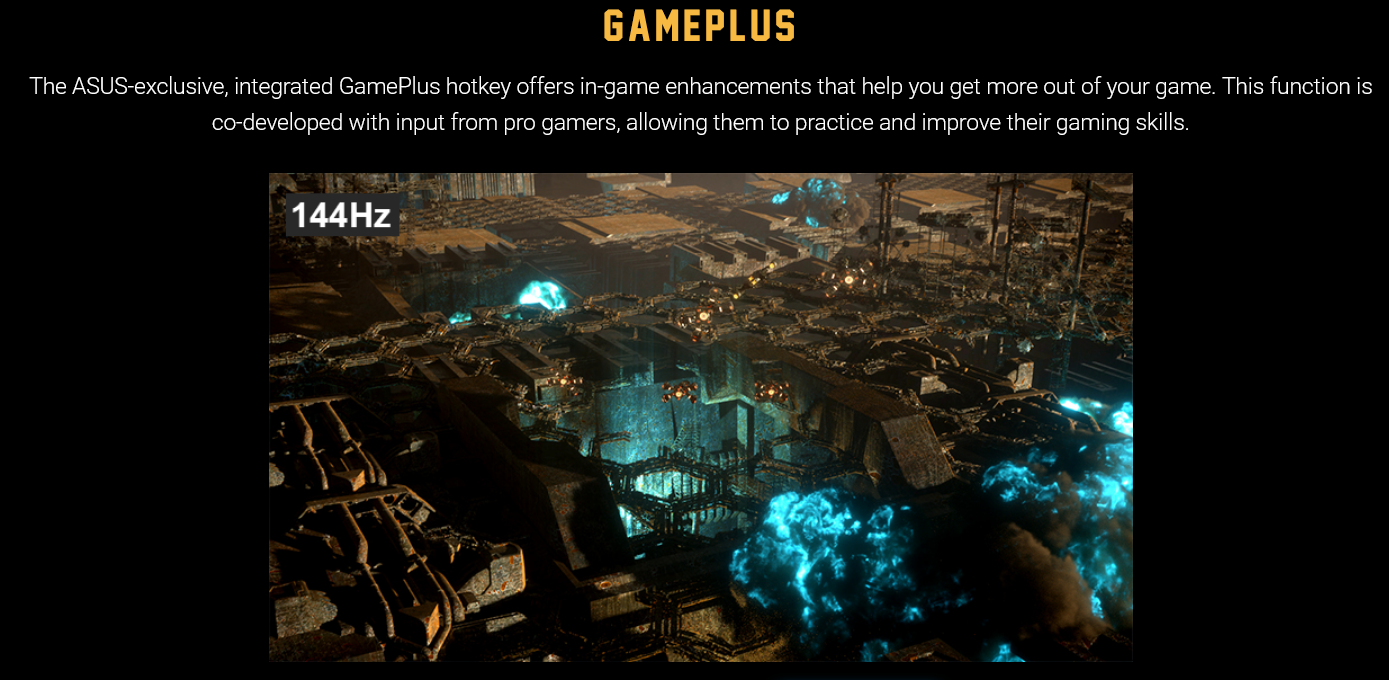 GAMEPLUS
The ASUS-exclusive, integrated GamePlus hotkey offers in-game enhancements that help you get more out of your game. This function is
co-developed with input from pro gamers, allowing them to practice and improve their gaming skills.
144Hz